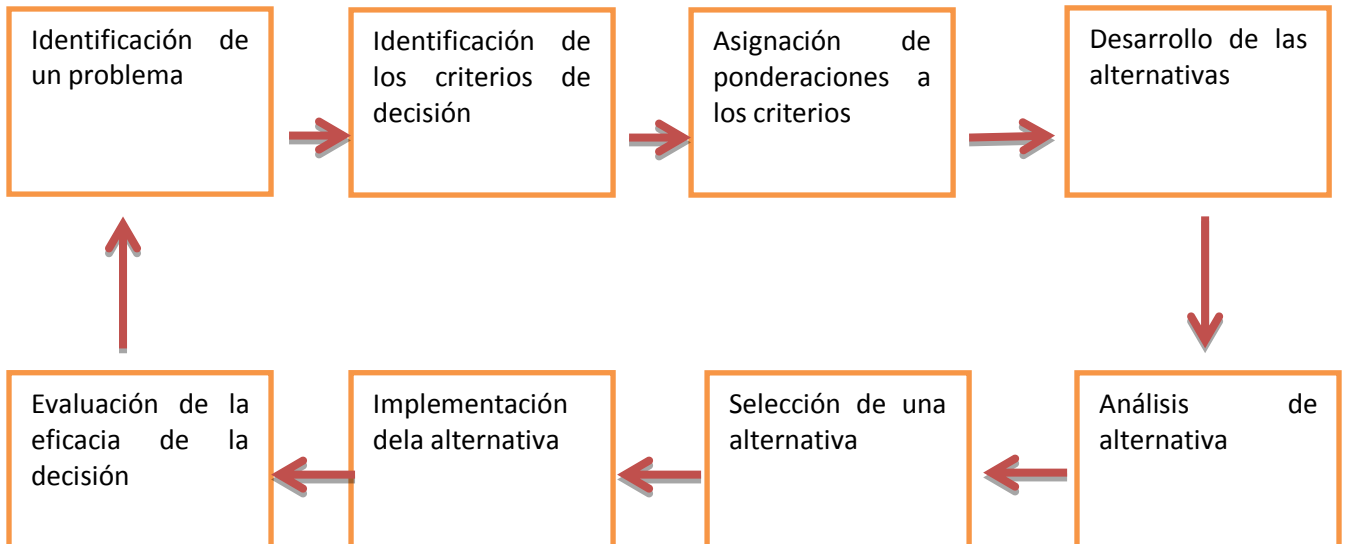 Identificación de
un problema
Identificación de
los criterios de
decisión
Asignación de
ponderaciones a
los criterios
Desarrollo de las
alternativas
Análisis de
alternativa
Selección de una
alternativa
Implementación
dela alternativa
Evaluación de la
eficacia de la
decisión